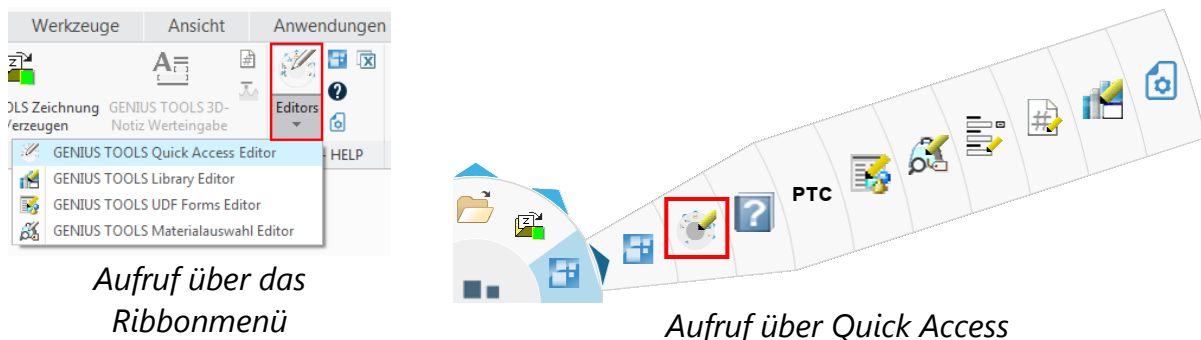 Werkzeuge Ansicht Anwendungen
Zeichnung GENIUS TOOLS 3D- Editors
Notiz Werteingabe
HELP
GENIUS TOOLS Quick Access Editor
GENIUS TOOLS Library Editor
GENIUS TOOLS UDF Forms Editor
GENIUS TOOLS Materialauswahl Editor
Aufruf über das
Ribbonmenü
PTC
Aufruf über Quick Access